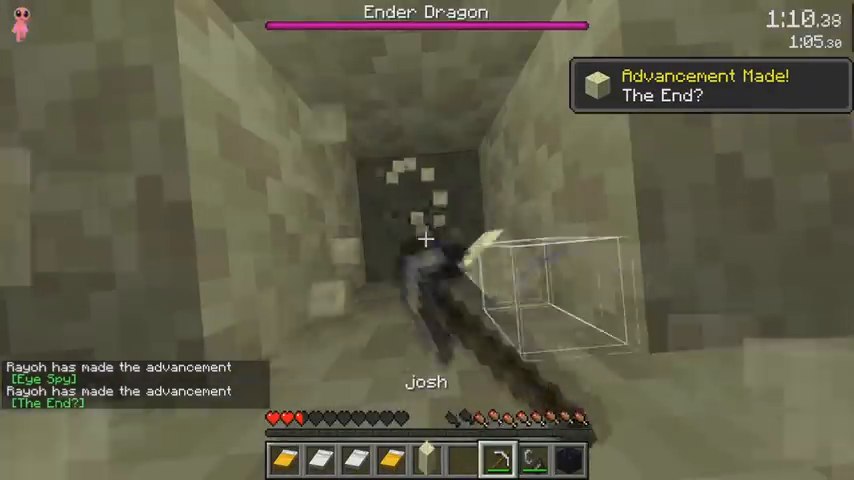 Ender Dragon
1:10.38
1:05.30
Advancement Made!
The End?
Rayoh has made the advancement
[Eye Spy]
Rayoh has made the advancement
[The End?]
josh